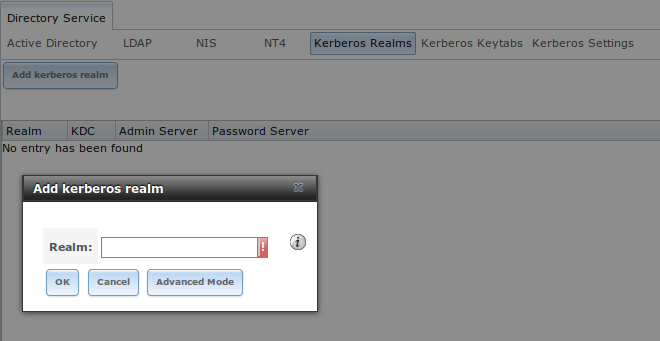 Directory Service
Active Directory LDAP NIS NT4 Kerberos Realms Kerberos Keytabs Kerberos Settings
Add kerberos realm
Realm KDC Admin Server Password Server
No entry has been found
Add kerberos realm
Realm: !
OK Cancel Advanced Mode